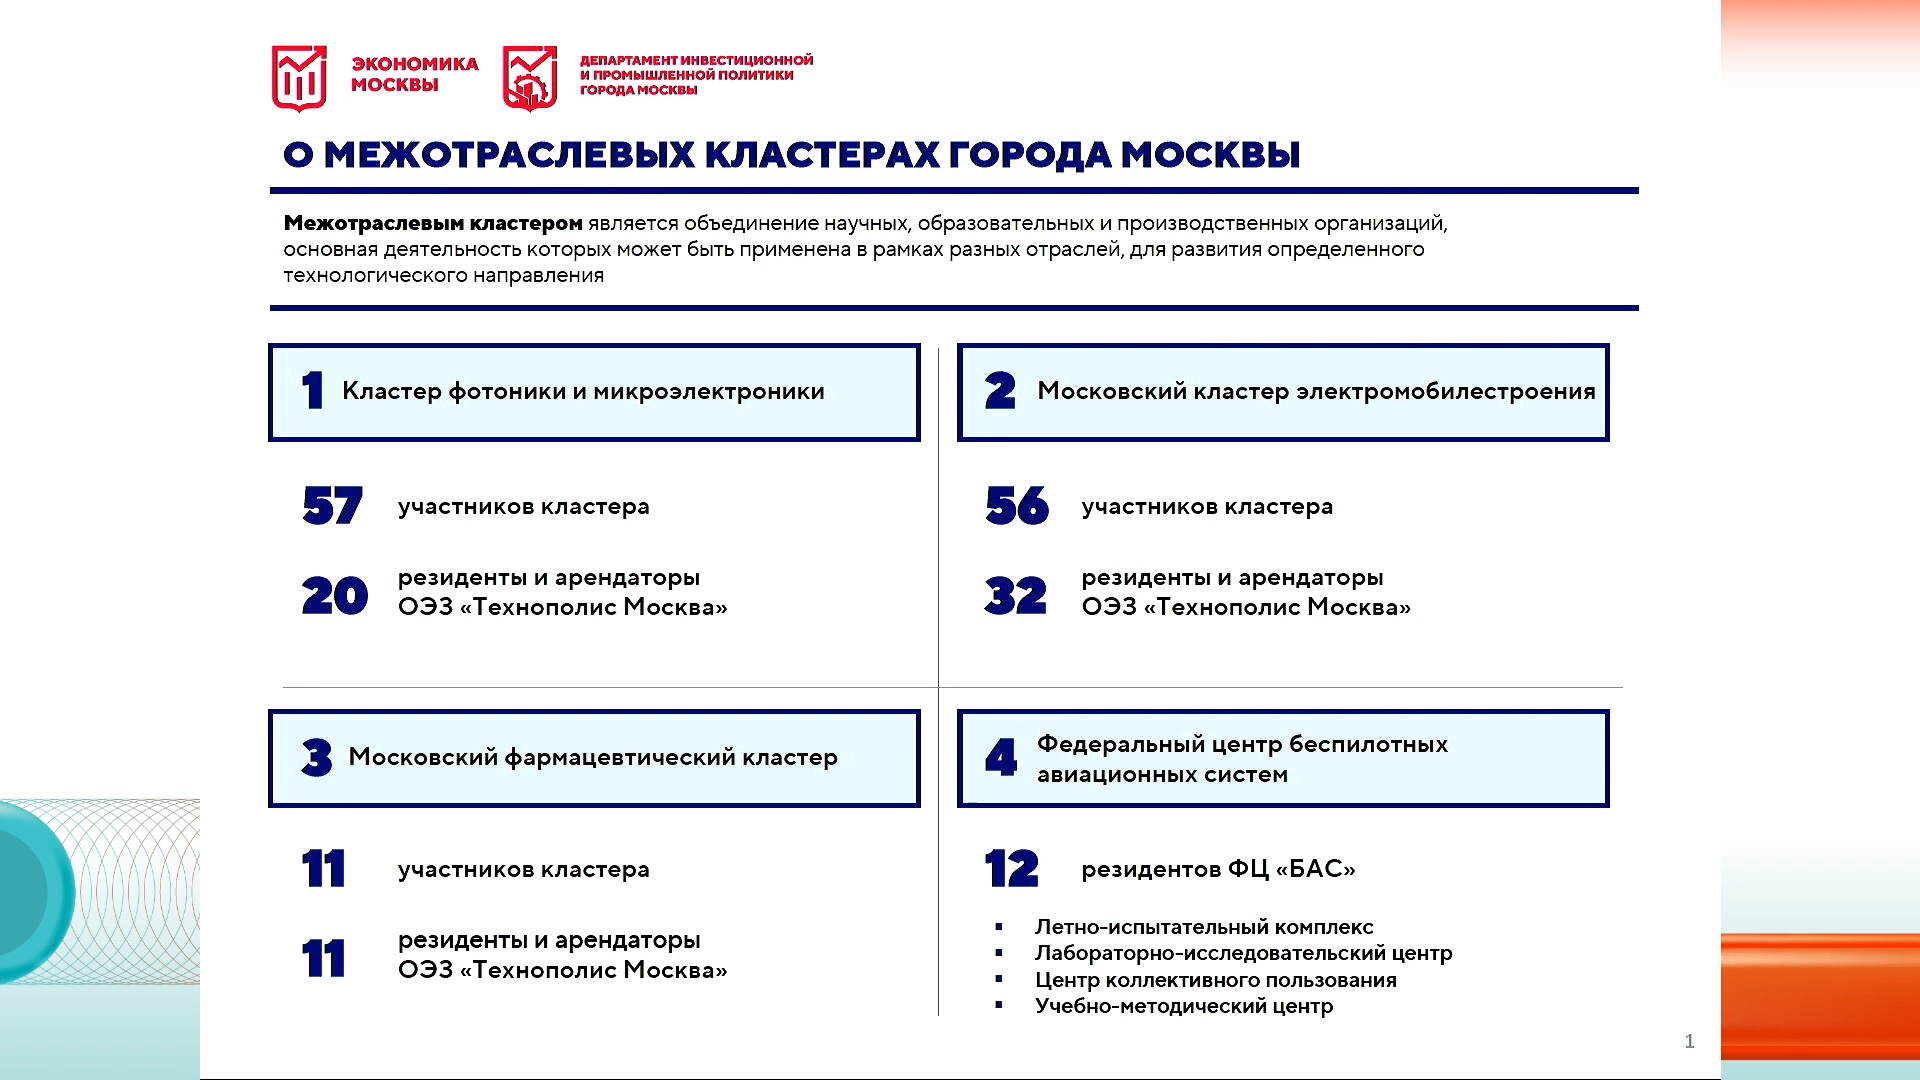 ЭКОНОМИКА
МОСКВЫ
ДЕПАРТАМЕНТ ИНВЕСТИЦИОННОЙ
И ПРОМЫШЛЕННОЙ ПОЛИТИКИ
ГОРОДА МОСКВЫ
О МЕЖОТРАСЛЕВЫХ КЛАСТЕРАХ ГОРОДА МОСКВЫ
Межотраслевым кластером является объединение научных, образовательных и производственных организаций,
основная деятельность которых может быть применена в рамках разных отраслей, для развития определенного
технологического направления
1 Кластер фотоники и микроэлектроники
57 участников кластера
20 резиденты и арендаторы
ОЭЗ «Технополис Москва»
2 Московский кластер электромобилестроения
56 участников кластера
32 резиденты и арендаторы
ОЭЗ «Технополис Москва»
3 Московский фармацевтический кластер
11 участников кластера
11 резиденты и арендаторы
ОЭЗ «Технополис Москва»
4 Федеральный центр беспилотных
авиационных систем
12 резидентов ФЦ «БАС»
▪ Летно-испытательный комплекс
▪ Лабораторно-исследовательский центр
▪ Центр коллективного пользования
▪ Учебно-методический центр
1